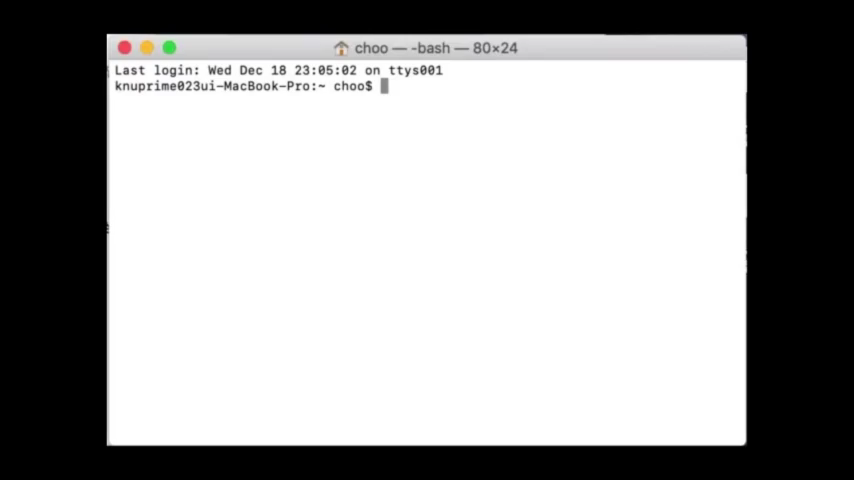 choo — -bash — 80×24
Last login: Wed Dec 18 23:05:02 on ttys001
knuprime023ui-MacBook-Pro:~ choo$